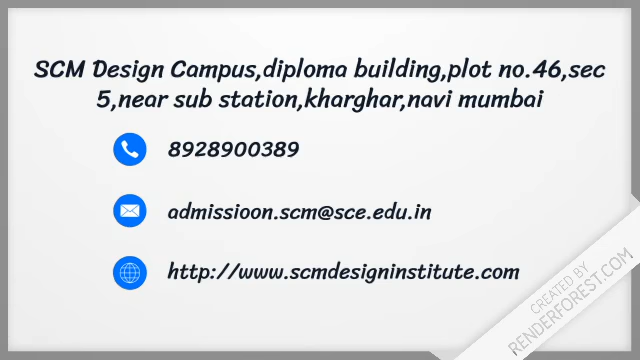 SCM Design Campus,diploma building,plot no.46,sec
5,near sub station,kharghar,navi mumbai
8928900389
admissioon.scm@sce.edu.in
http://www.scmdesigninstitute.com
CREATED BY
RENDERFOREST.COM